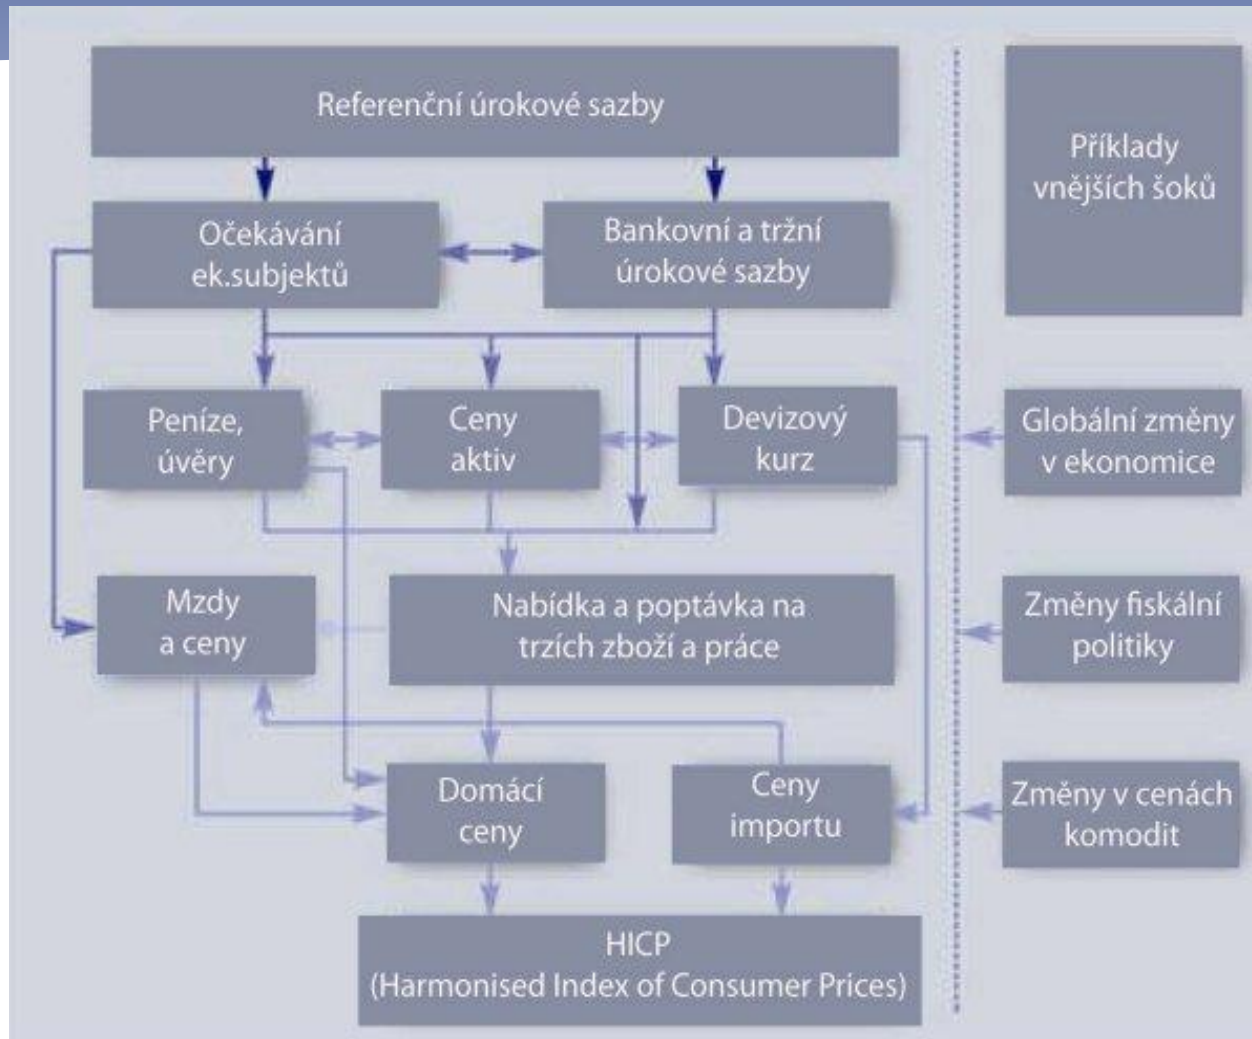 Referenční úrokové sazby
Příklady
vnějších šoků
Očekávání
ek.subjektů
Bankovní a tržní
úrokové sazby
Peníze,
úvěry
Ceny
aktiv
Devizový
kurz
Globální změny
v ekonomice
Mzdy
a ceny
Nabídka a poptávka na
trzích zboží a práce
Změny fiskální
politiky
Domácí
ceny
Ceny
importu
Změny v cenách
komodit
HICP
(Harmonised Index of Consumer Prices)